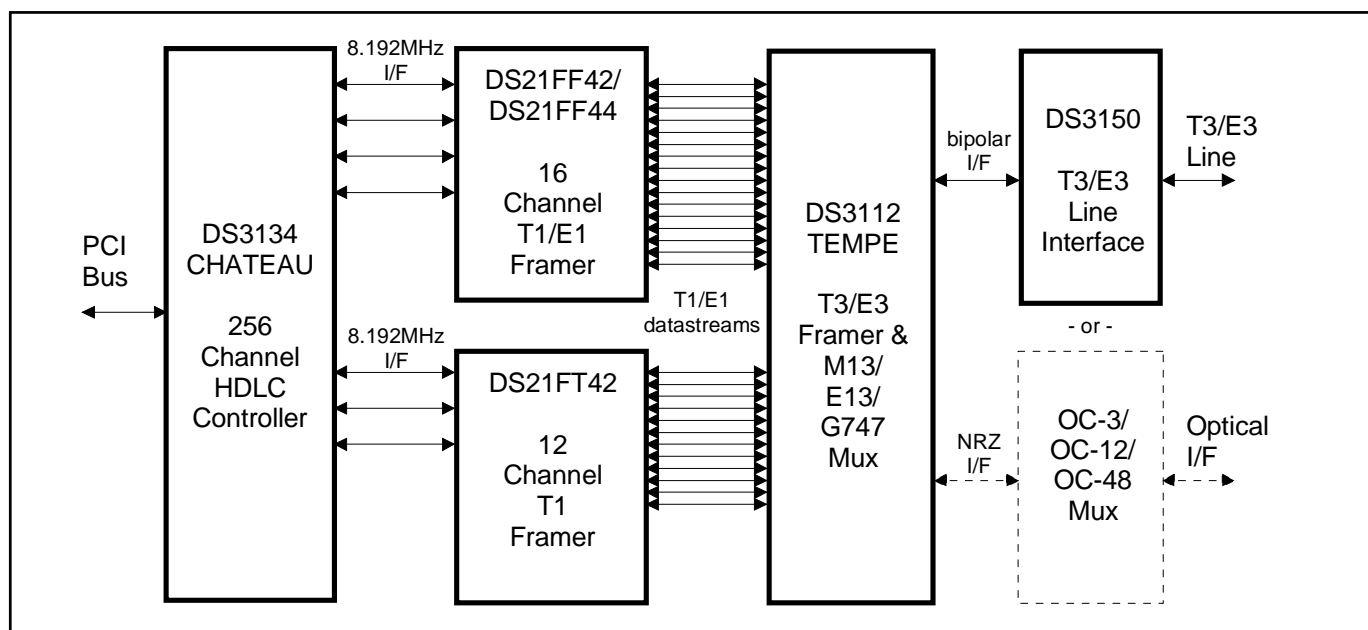 PCI
Bus
DS3134
CHATEAU
256
Channel
HDLC
Controller
8.192MHz
I/F
8.192MHz
I/F
DS21FF42/
DS21FF44
16
Channel
T1/E1
Framer
DS21FT42
12
Channel
T1
Framer
T1/E1
datastreams
DS3112
TEMPE
T3/E3
Framer &
M13/
E13/
G747
Mux
bipolar
I/F
NRZ
I/F
DS3150
T3/E3
Line
Interface
- or -
OC-3/
OC-12/
OC-48
Mux
T3/E3
Line
Optical
I/F